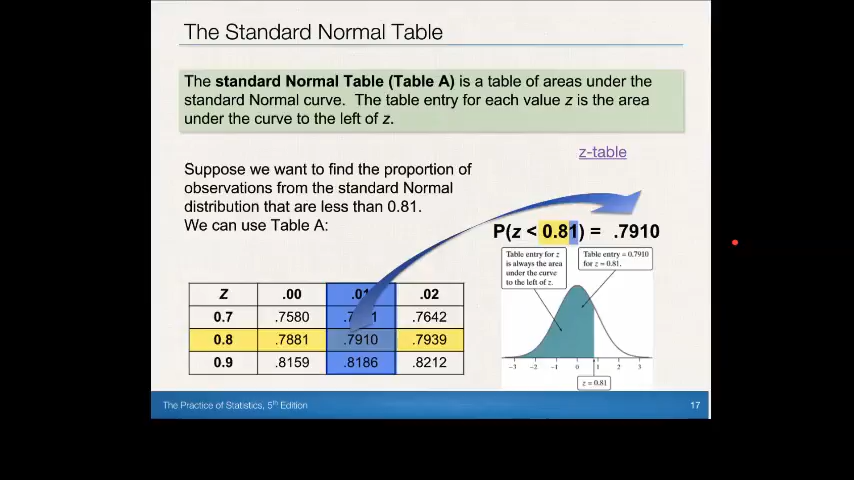 The Standard Normal Table
The standard Normal Table (Table A) is a table of areas under the
standard Normal curve. The table entry for each value z is the area
under the curve to the left of z.
z-table
Suppose we want to find the proportion of
observations from the standard Normal
distribution that are less than 0.81.
We can use Table A:
P(z < 0.81) = .7910
Table entry for z
is always the area
under the curve
to the left of z.
Table entry = 0.7910
for z = 0.81.
Z .00 .01 .02
0.7 .7580 .7642
0.8 .7881 .7910 .7939
0.9 .8159 .8186 .8212
−3 −2 −1 0 1 2 3
z = 0.81
The Practice of Statistics, 5th Edition
17